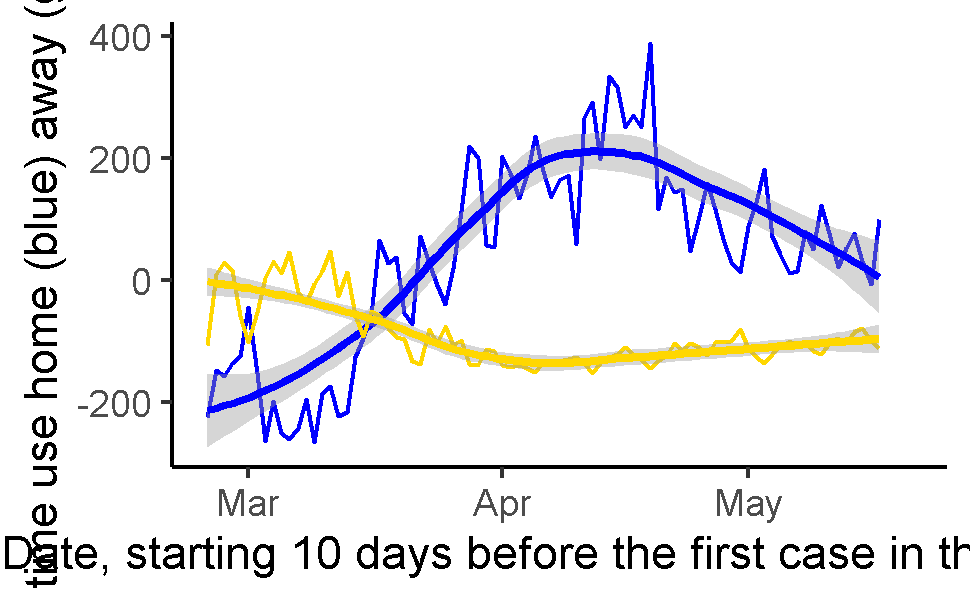 time use home (blue) away (
400
200
0
-200
Mar Apr May
Date, starting 10 days before the first case in th